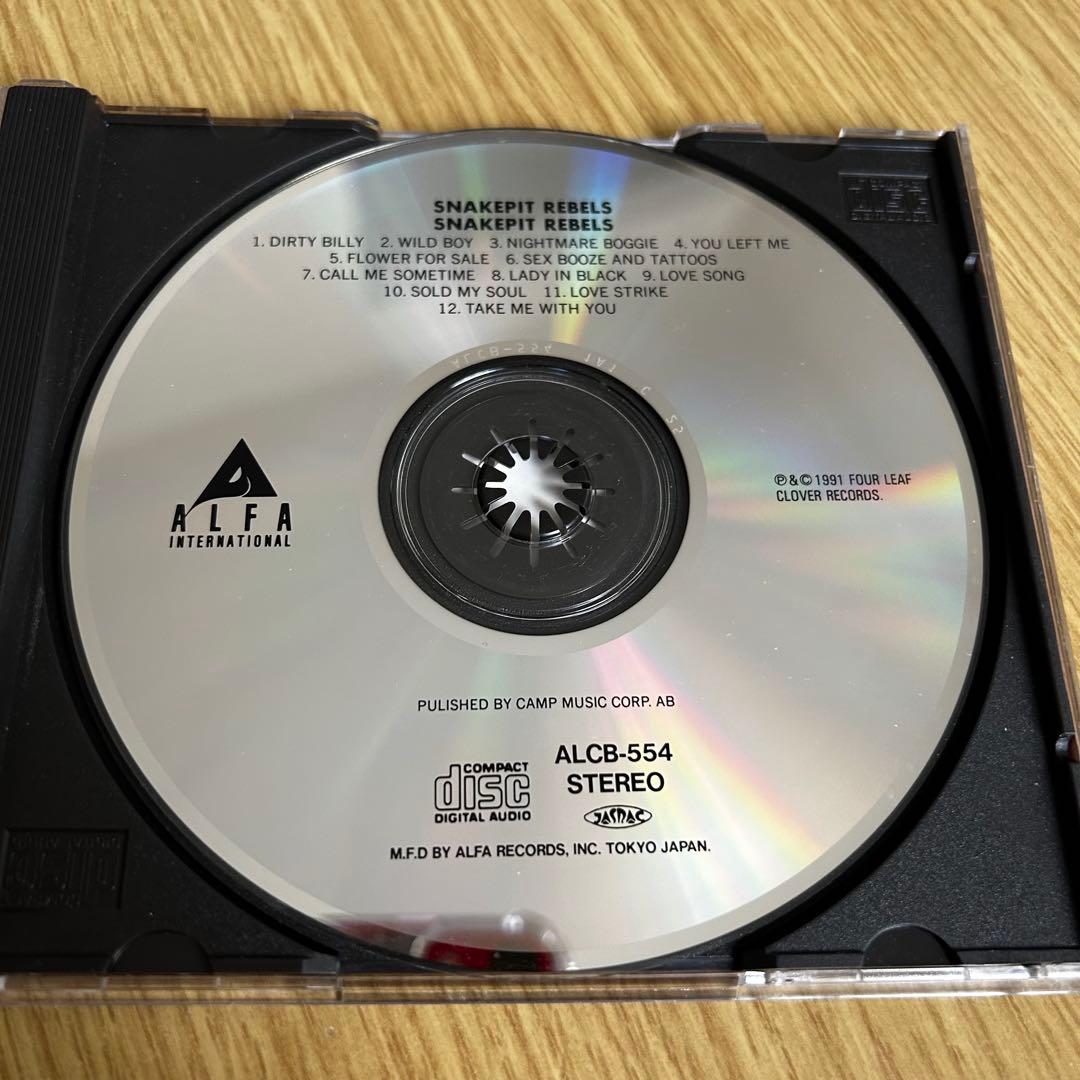 SNAKEPIT REBELS
SNAKEPIT REBELS
1. DIRTY BILLY 2. WILD BOY 3. NIGHTMARE BOGGIE 4. YOU LEFT ME
5. FLOWER FOR SALE 6. SEX BOOZE AND TATTOOS
7. CALL ME SOMETIME 8. LADY IN BLACK 9. LOVE SONG
10. SOLD MY SOUL 11. LOVE STRIKE
12. TAKE ME WITH YOU
ALCB-554
ALFA
INTERNATIONAL
℗&©1991 FOUR LEAF
CLOVER RECORDS.
PULISHED BY CAMP MUSIC CORP. AB
COMPACT
disc
DIGITAL AUDIO
ALCB-554
STEREO
JASRAC
M.F.D BY ALFA RECORDS, INC. TOKYO JAPAN.